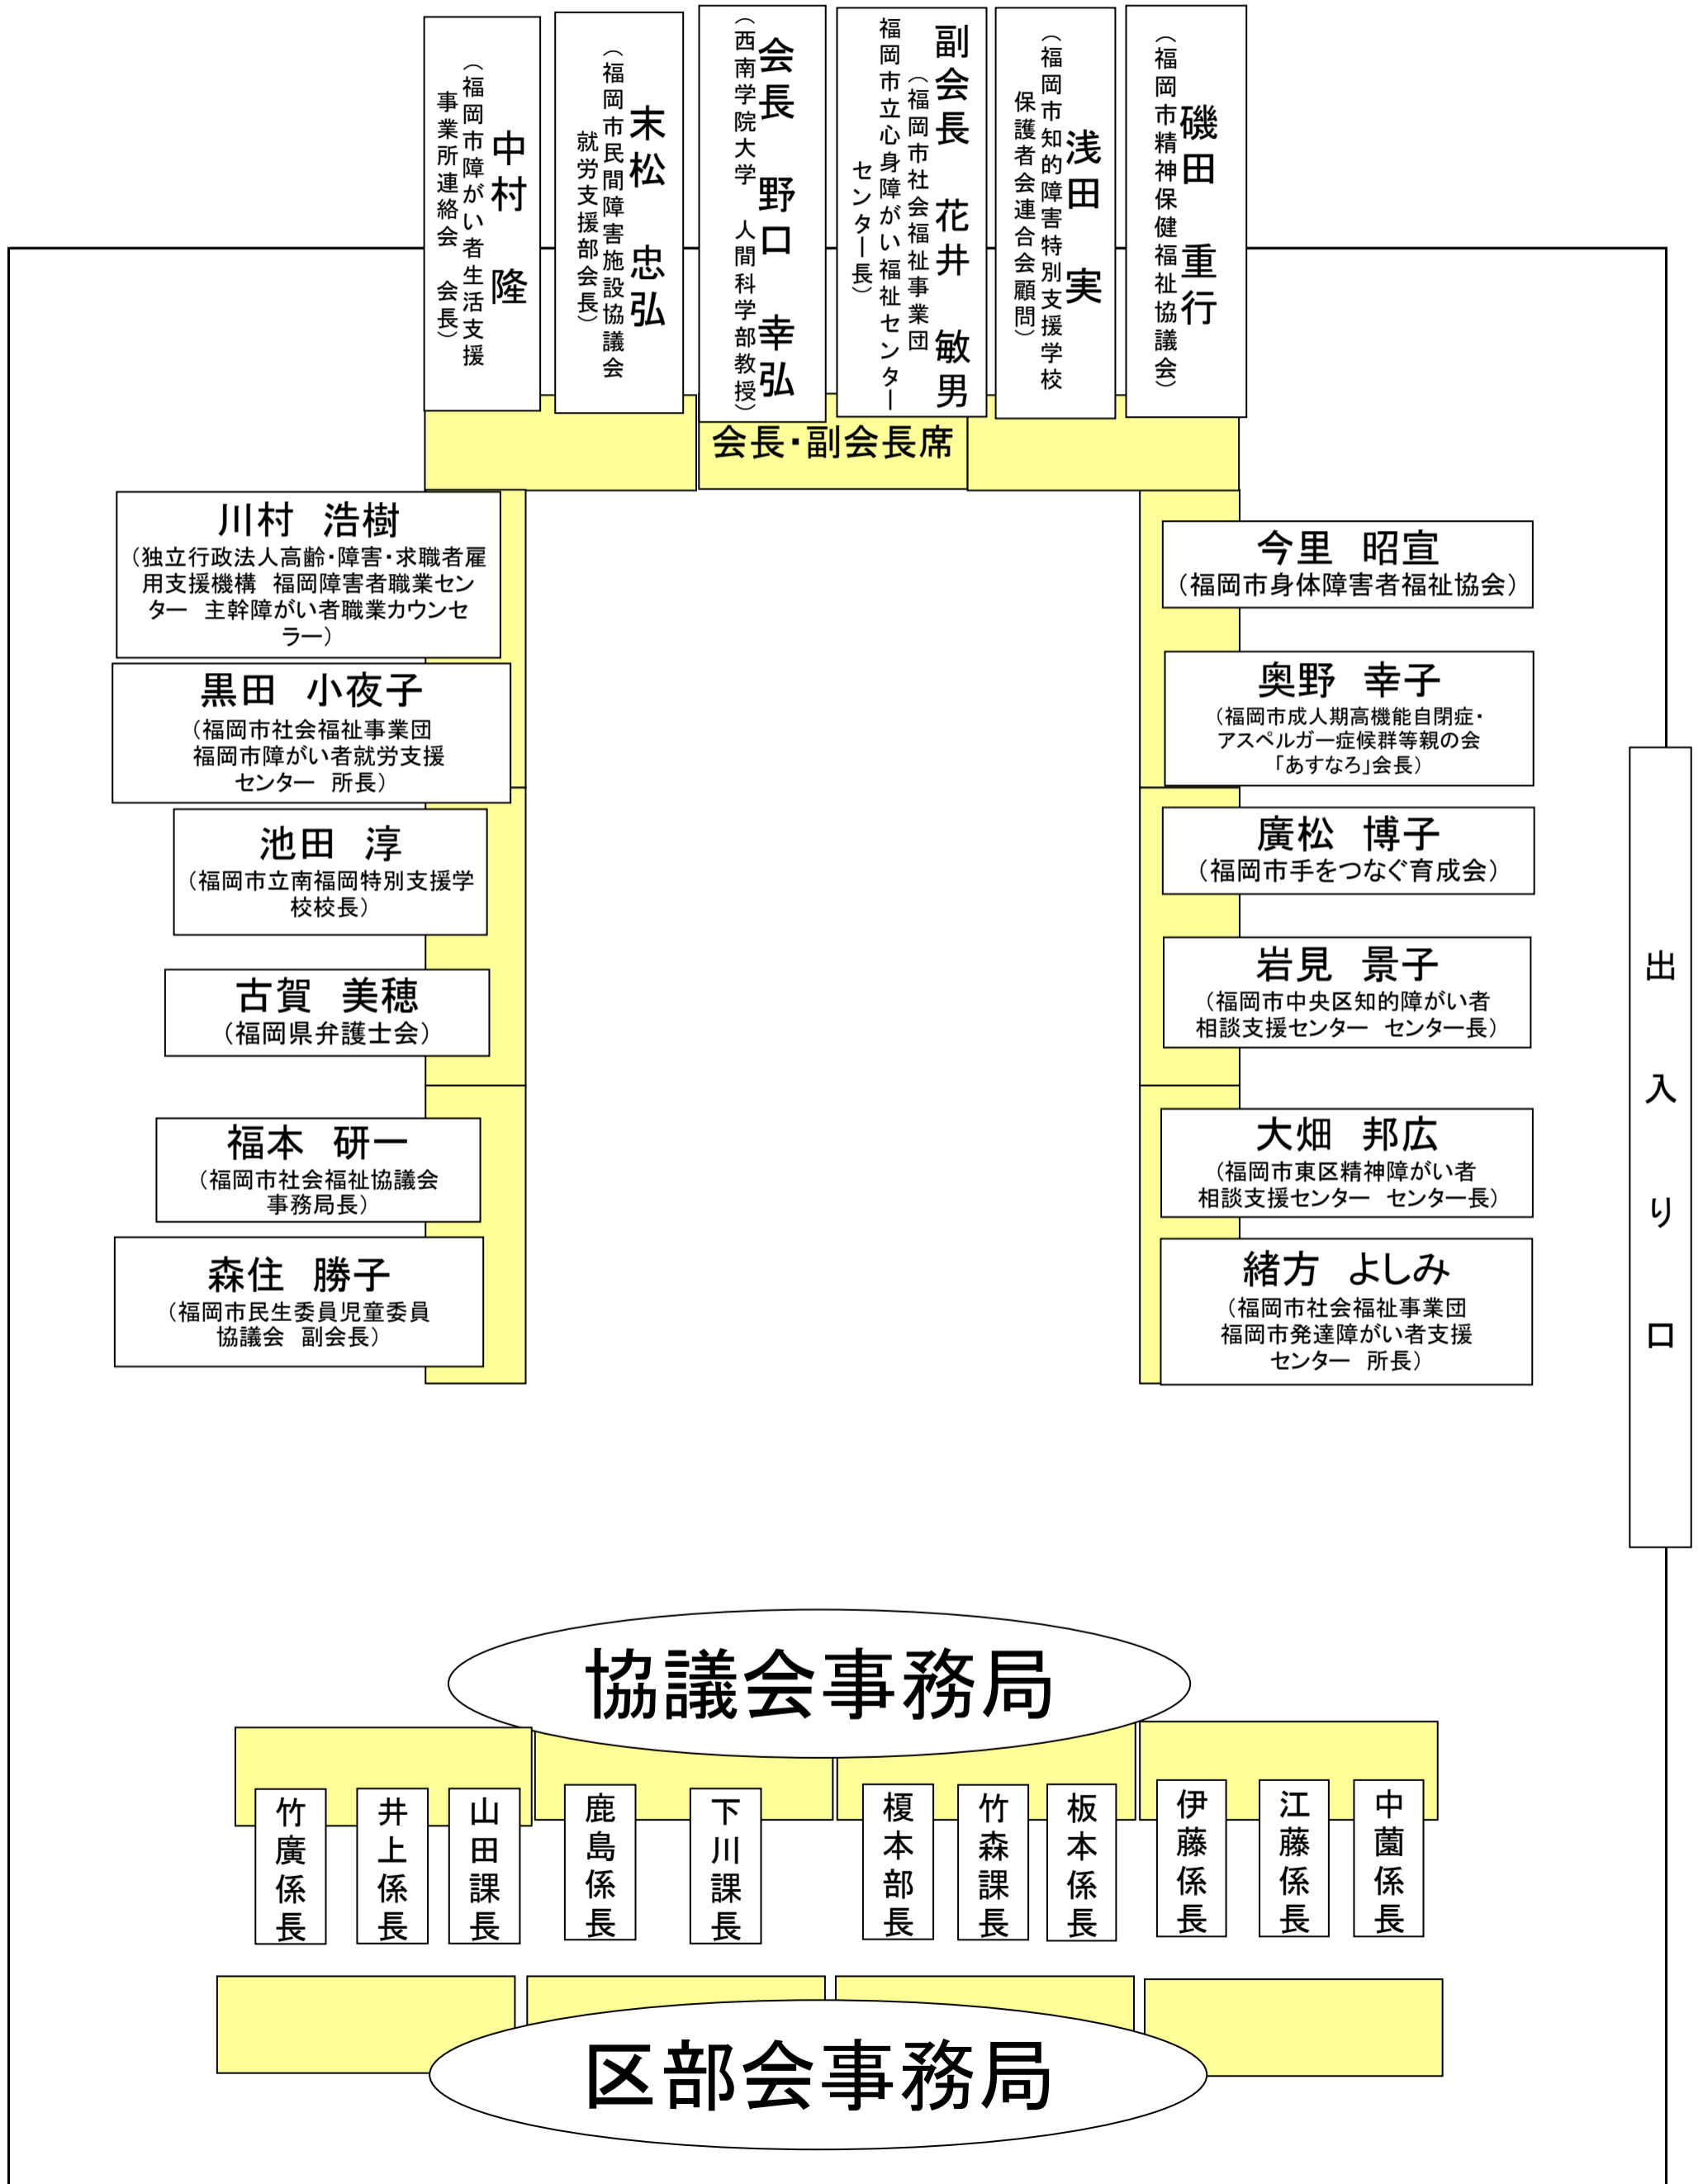 中村　隆
（福岡市障がい者生活支援
事業所連絡会　会長）
末松　忠弘
（福岡市民間障害施設協議会
就労支援部会長）
会長　野口　幸弘
（西南学院大学　人間科学部教授）
副会長　花井　敏男
（福岡市社会福祉事業団
福岡市立心身障がい福祉センター
センター長）
浅田　実
（福岡市知的障害特別支援学校
保護者会連合会顧問）
磯田　重行
（福岡市精神保健福祉協議会）
会長・副会長席
川村　浩樹
（独立行政法人高齢・障害・求職者雇
用支援機構　福岡障害者職業セン
ター　主幹障がい者職業カウンセ
ラー）
黒田　小夜子
（福岡市社会福祉事業団
福岡市障がい者就労支援
センター　所長）
池田　淳
（福岡市立南福岡特別支援学
校校長）
古賀　美穂
（福岡県弁護士会）
福本　研一
（福岡市社会福祉協議会
事務局長）
森住　勝子
（福岡市民生委員児童委員
協議会　副会長）
今里　昭宣
（福岡市身体障害者福祉協会）
奥野　幸子
（福岡市成人期高機能自閉症・
アスペルガー症候群等親の会
「あすなろ」会長）
廣松　博子
（福岡市手をつなぐ育成会）
岩見　景子
（福岡市中央区知的障がい者
相談支援センター　センター長）
大畑　邦広
（福岡市東区精神障がい者
相談支援センター　センター長）
緒方　よしみ
（福岡市社会福祉事業団
福岡市発達障がい者支援
センター　所長）
出入り口
協議会事務局
竹廣係長
井上係長
山田課長
鹿島係長
下川課長
榎本部長
竹森課長
板本係長
伊藤係長
江藤係長
中薗係長
区部会事務局